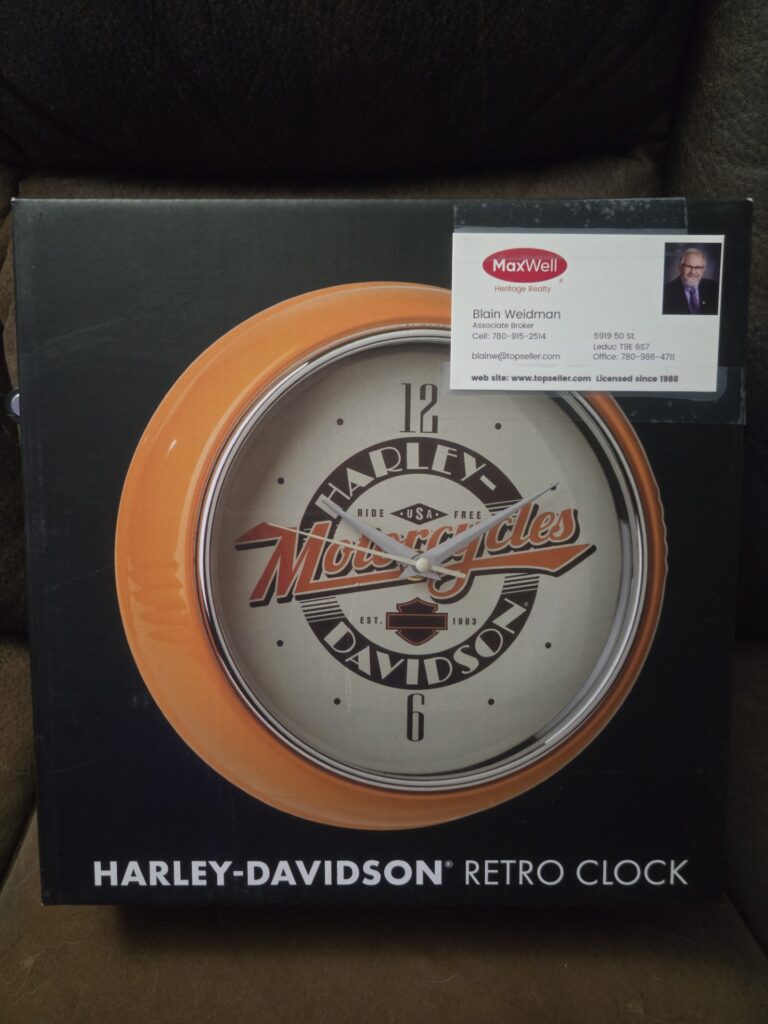 MaxWell
®
Heritage Realty
Blain Weidman
Associate Broker
Cell: 780-915-2514
blainw@topseller.com
5919 50 St.
Leduc T9E 6S7
Office: 780-986-4711
web site: www.topseller.com Licensed since 1988
12
HARLEY-
RIDE USA FREE
Motorcycles
EST. 1903
DAVIDSON
6
HARLEY-DAVIDSON® RETRO CLOCK